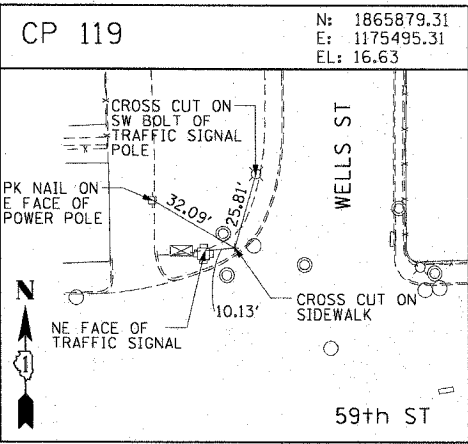 CP 119
N: 1865879.31
E: 1175495.31
EL: 16.63
CROSS CUT ON
SW BOLT OF
TRAFFIC SIGNAL
POLE
WELLS ST
PK NAIL ON
E FACE OF
POWER POLE
32.09'
25.81'
10.13'
CROSS CUT ON
SIDEWALK
NE FACE OF
TRAFFIC SIGNAL
N
1
59th ST